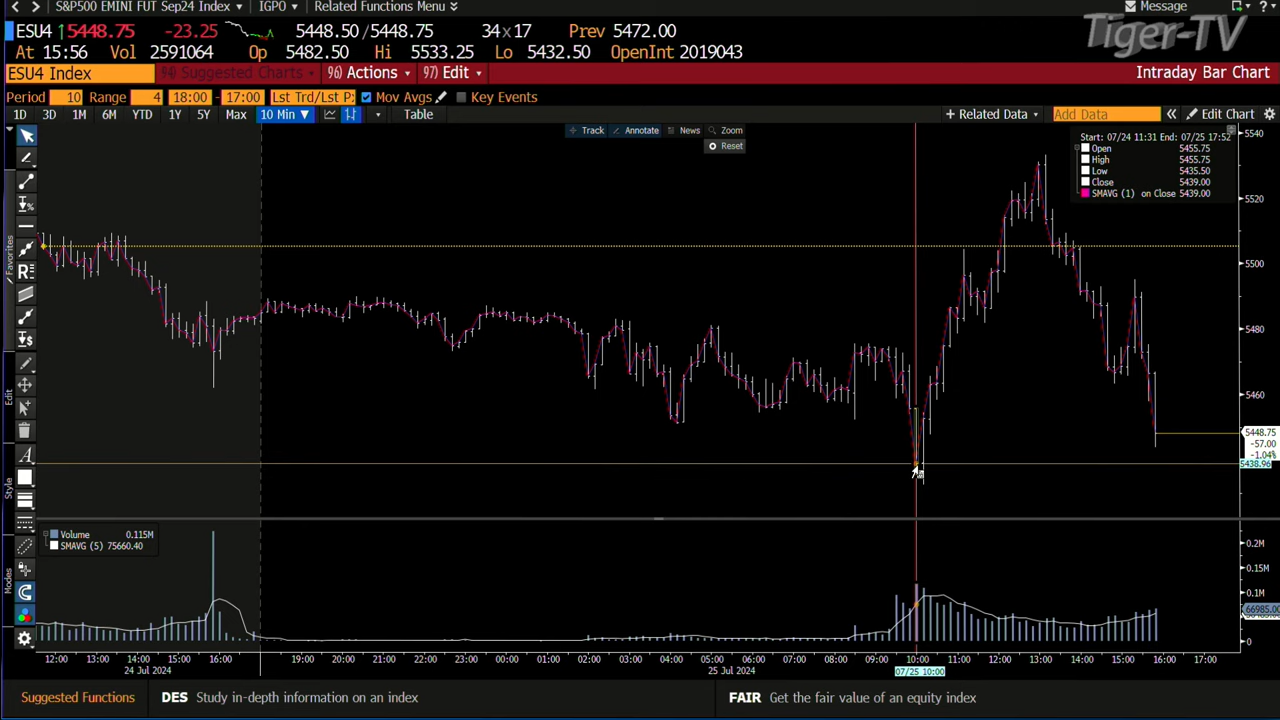 S&P500 EMINI FUT Sep24 Index ▾ IGPO ▾ Related Functions Menu Message
Tiger-TV
ESU4 ↑5448.75 -23.25 5448.50/5448.75 34×17 Prev 5472.00
At 15:56 Vol 2591064 Op 5482.50 Hi 5533.25 Lo 5432.50 OpenInt 2019043
ESU4 Index 94) Suggested Charts 96) Actions 97) Edit Intraday Bar Chart
Period 10 Range 4 18:00 - 17:00 Lst Trd/Lst P: Mov Avgs Key Events
1D 3D 1M 6M YTD 1Y 5Y Max 10 Min ▼ Table + Related Data Add Data « Edit Chart
Track Annotate News Zoom
Reset
Start: 07/24 11:31 End: 07/25 17:52
Open 5455.75
High 5455.75
Low 5435.50
Close 5439.00
SMAVG (1) on Close 5439.00
Favorites
Edit
Style
Modes
5540
5520
5500
5480
5460
5448.75
-57.00
-1.04%
5438.96
Volume 0.115M
SMAVG (5) 75660.40
0.2M
0.15M
0.1M
66985.00
0
12:00 13:00 14:00 15:00 16:00 19:00 20:00 21:00 22:00 23:00 00:00 01:00 02:00 03:00 04:00 05:00 06:00 07:00 08:00 09:00 10:00 11:00 12:00 13:00 14:00 15:00 16:00 17:00
24 Jul 2024 25 Jul 2024 07/25 10:00
Suggested Functions DES Study in-depth information on an index FAIR Get the fair value of an equity index